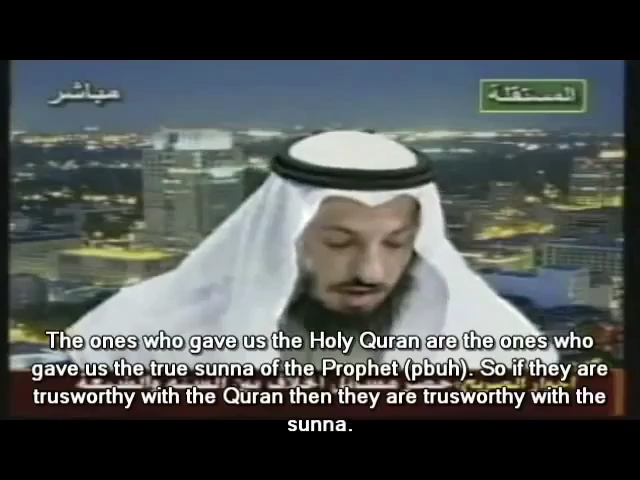 مباشر
المستقلة
The ones who gave us the Holy Quran are the ones who
gave us the true sunna of the Prophet (pbuh). So if they are
trusworthy with the Quran then they are trusworthy with the
sunna.